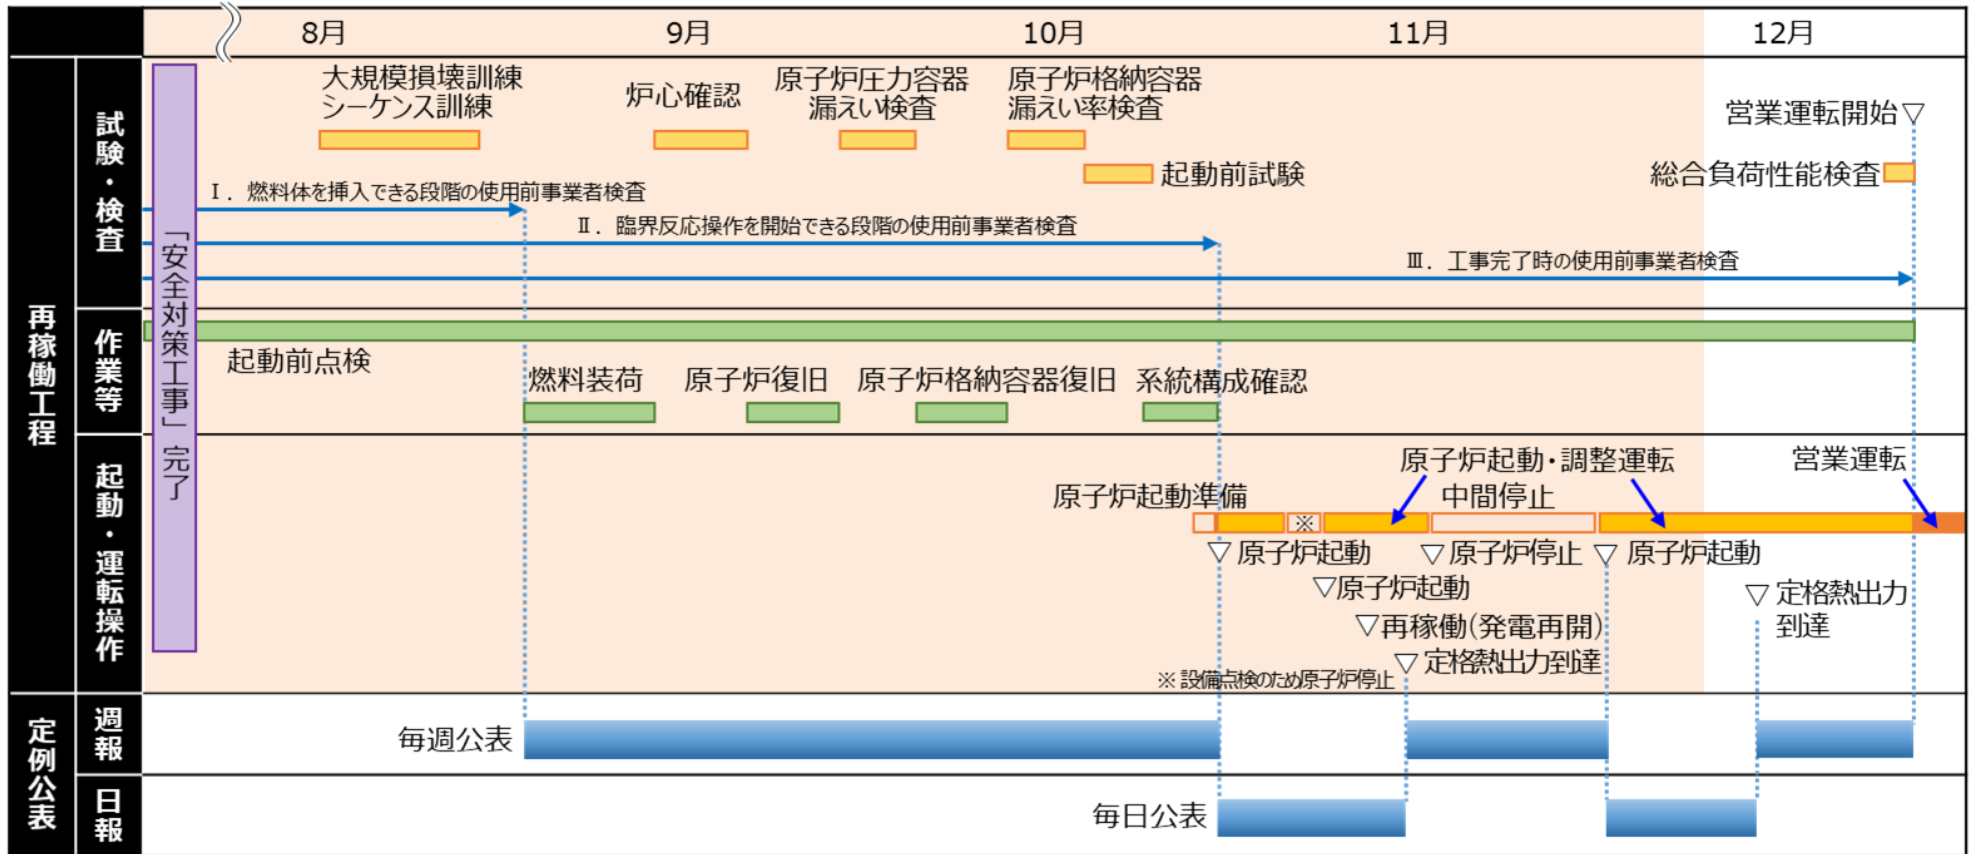 8月
9月
10月
11月
12月
再稼働工程
試験・検査
大規模損壊訓練
シーケンス訓練
炉心確認
原子炉圧力容器
漏えい検査
原子炉格納容器
漏えい率検査
起動前試験
営業運転開始▽
総合負荷性能検査
Ⅰ. 燃料体を挿入できる段階の使用前事業者検査
Ⅱ. 臨界反応操作を開始できる段階の使用前事業者検査
Ⅲ. 工事完了時の使用前事業者検査
「安全対策工事」完了
作業等
起動前点検
燃料装荷
原子炉復旧
原子炉格納容器復旧
系統構成確認
起動・運転操作
原子炉起動・調整運転
営業運転
原子炉起動準備
中間停止
※
▽ 原子炉起動
▽ 原子炉停止
▽ 原子炉起動
▽原子炉起動
▽ 定格熱出力
到達
▽再稼働(発電再開)
▽ 定格熱出力到達
※ 設備点検のため原子炉停止
定例公表
週報
毎週公表
日報
毎日公表